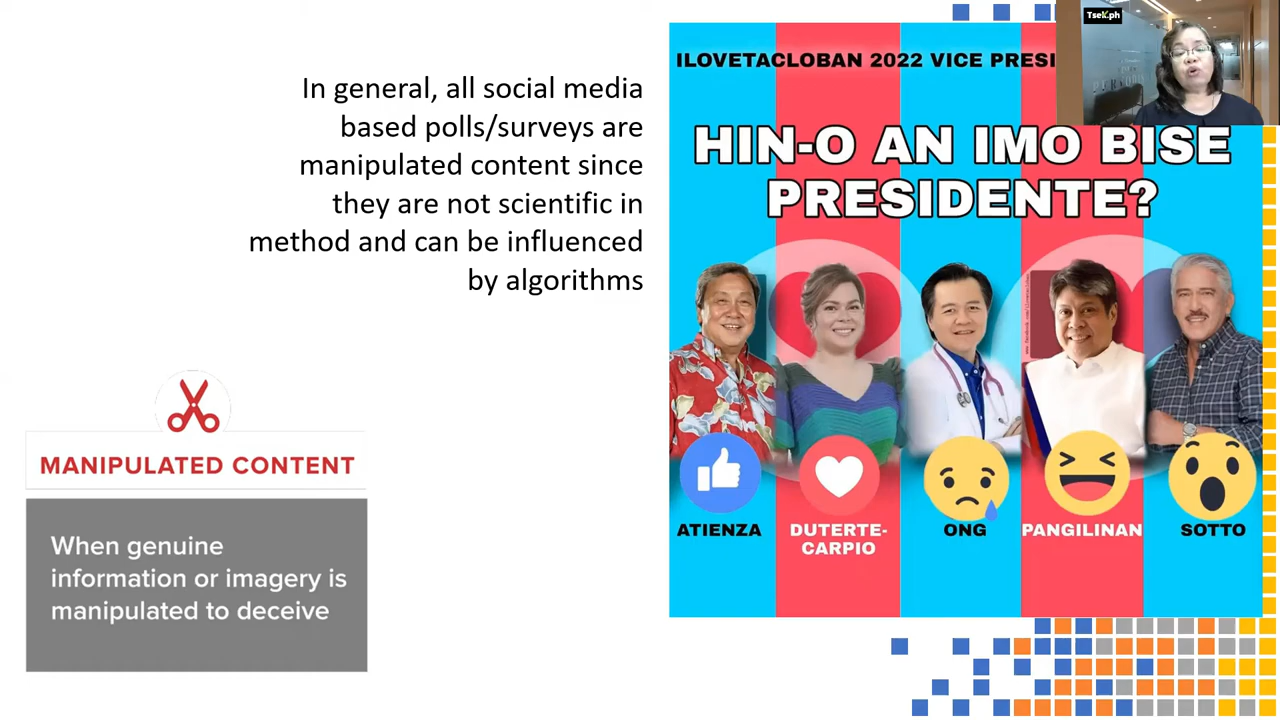 In general, all social media
based polls/surveys are
manipulated content since
they are not scientific in
method and can be influenced
by algorithms
MANIPULATED CONTENT
When genuine
information or imagery is
manipulated to deceive
ILOVETACLOBAN 2022 VICE PRESI
HIN-O AN IMO BISE
PRESIDENTE?
ATIENZA
DUTERTE-
CARPIO
ONG
PANGILINAN
SOTTO
Tsek.ph